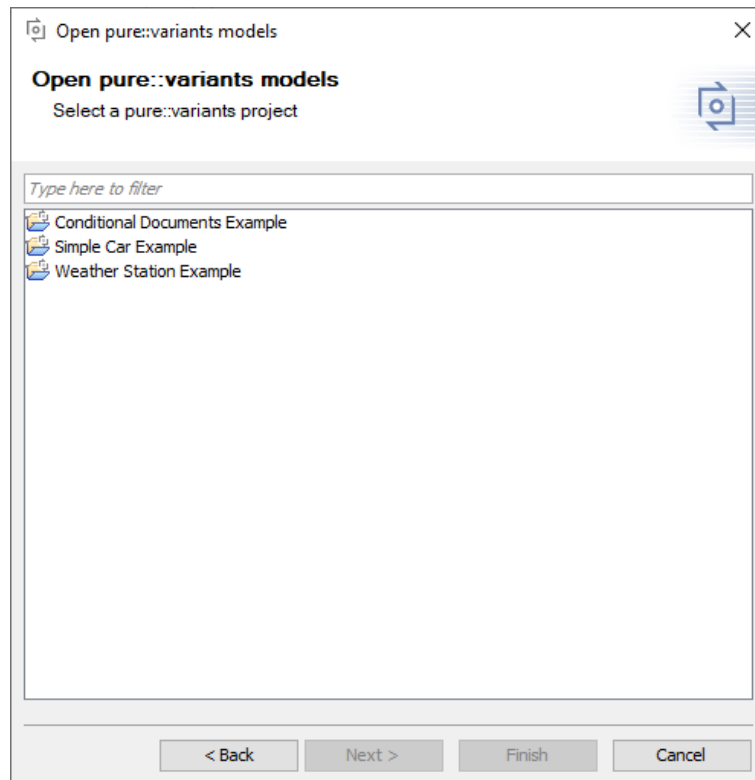 Open pure::variants models
Open pure::variants models
Select a pure::variants project
Type here to filter
Conditional Documents Example
Simple Car Example
Weather Station Example
< Back Next > Finish Cancel